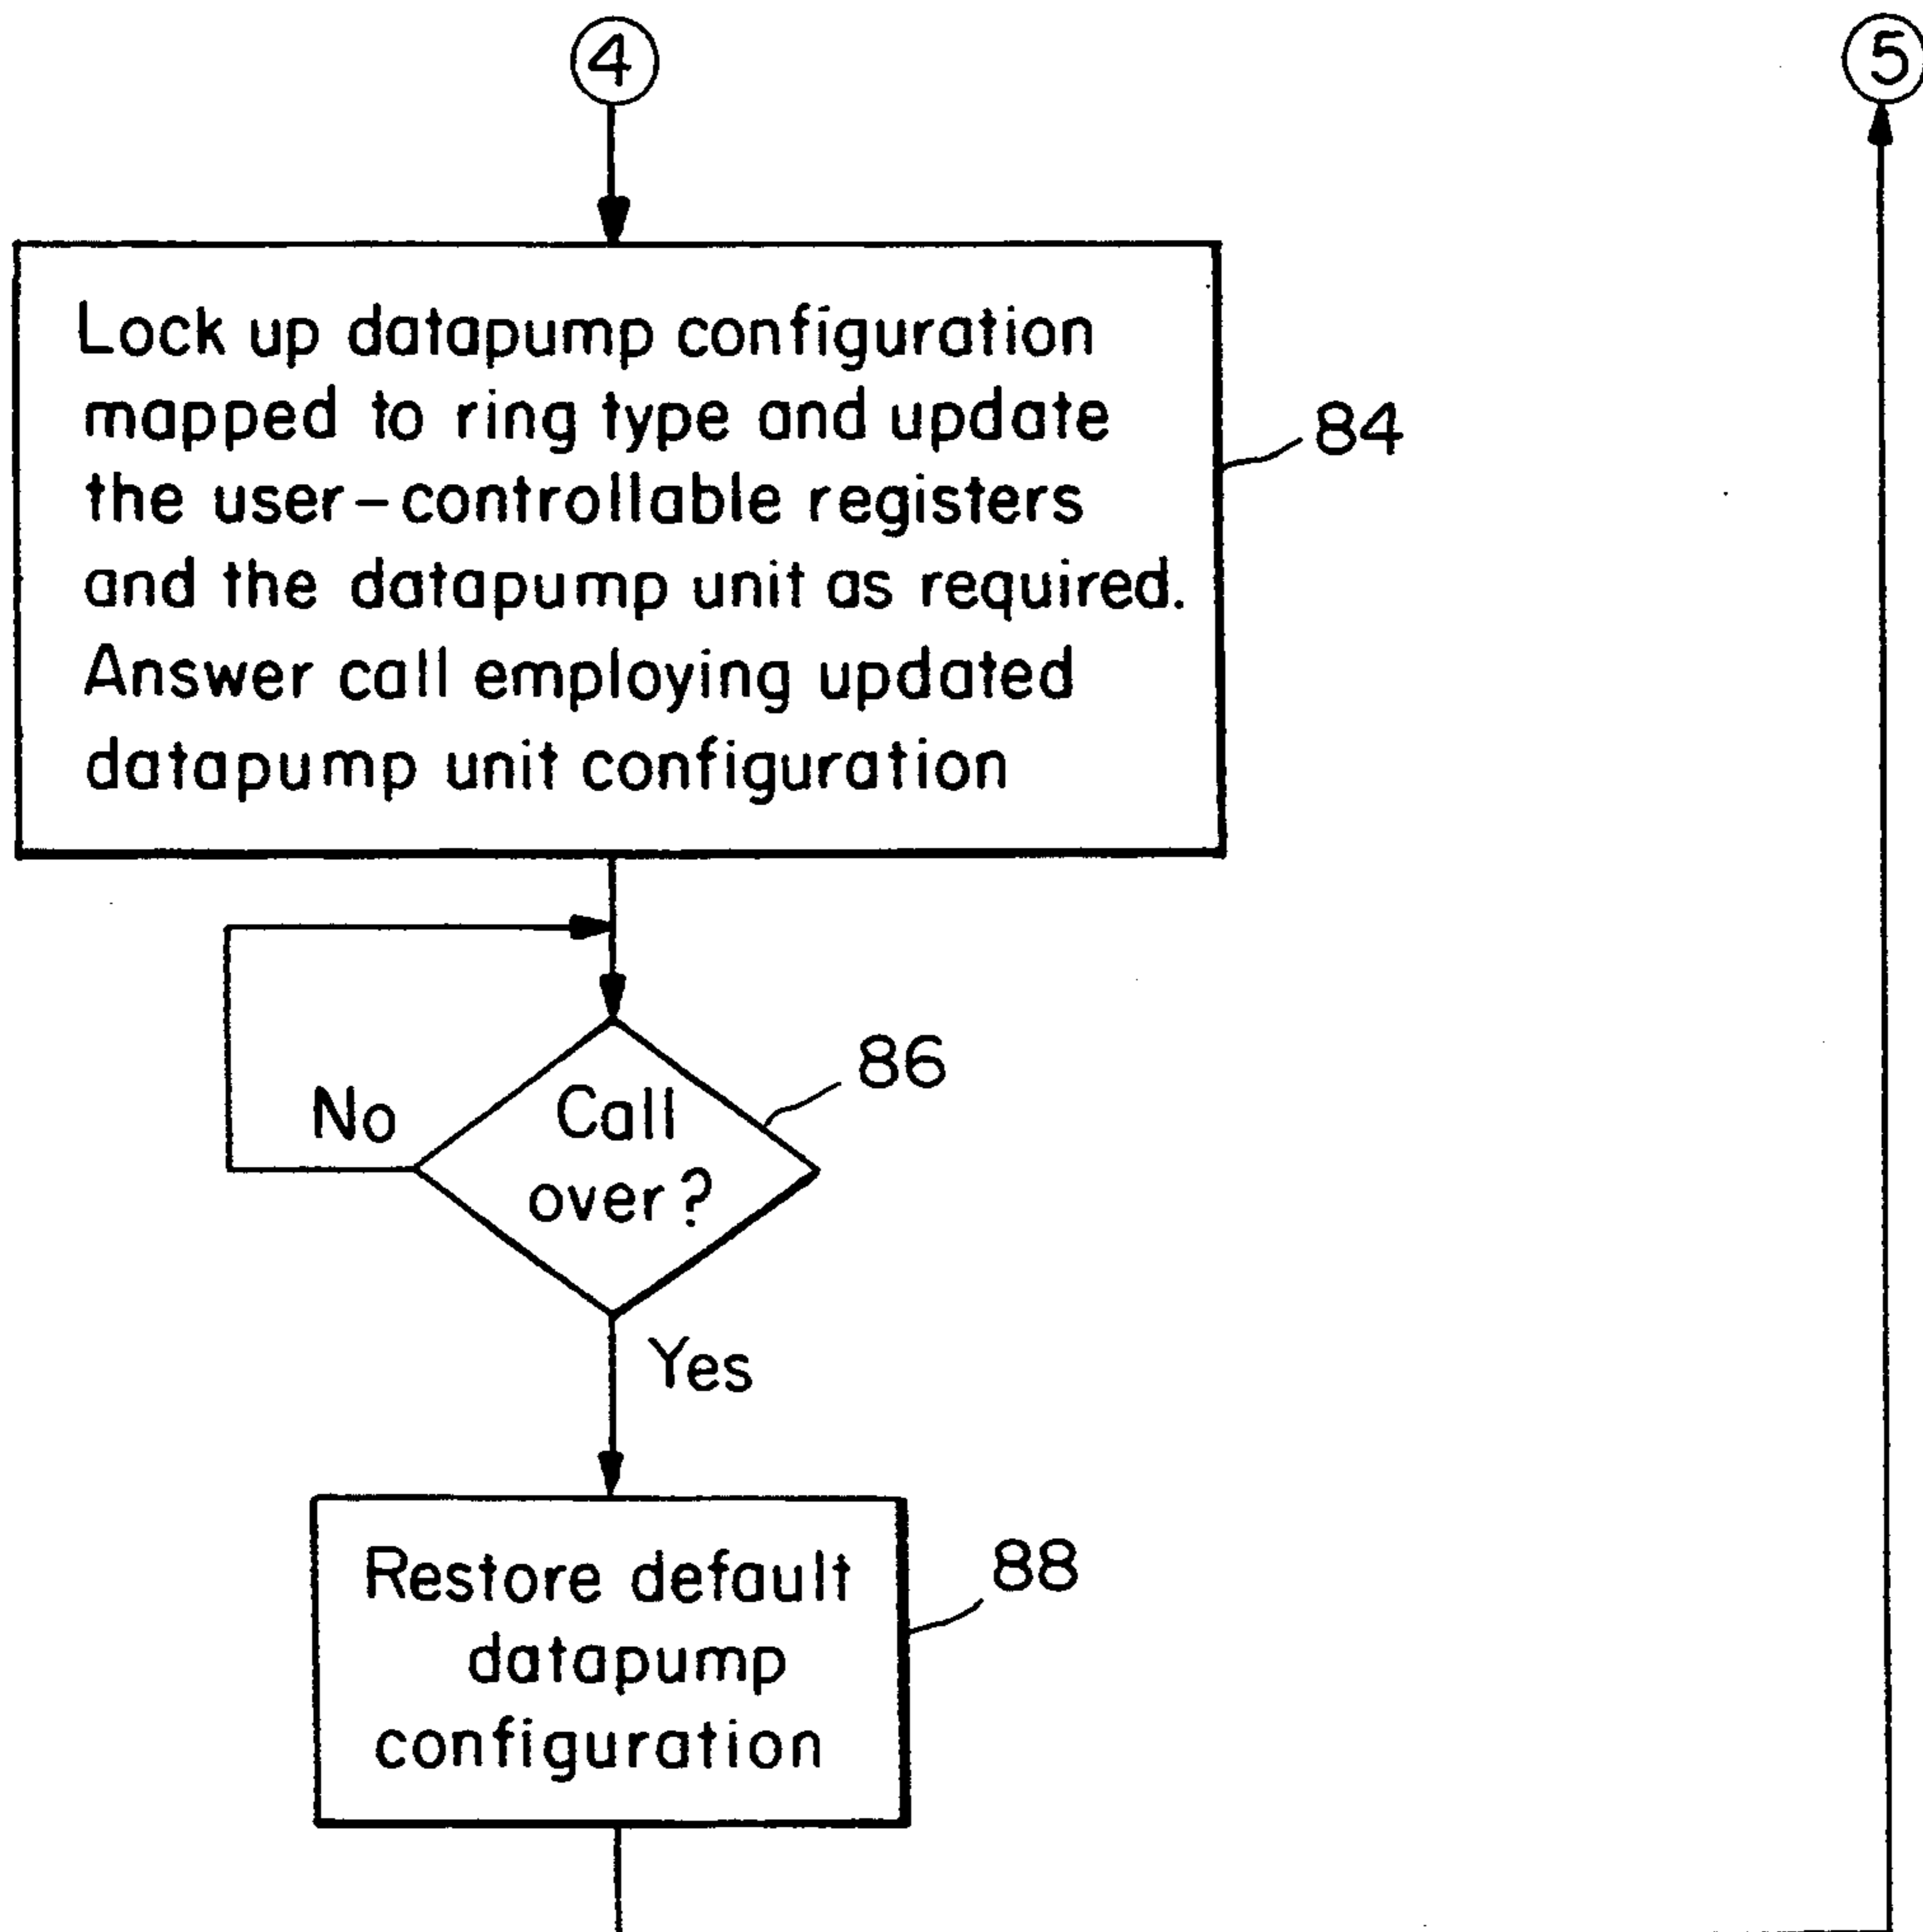 4
5
Lock up datapump configuration
mapped to ring type and update
the user-controllable registers
and the datapump unit as required.
Answer call employing updated
datapump unit configuration
84
86
No
Call
over?
Yes
Restore default
datapump
configuration
88